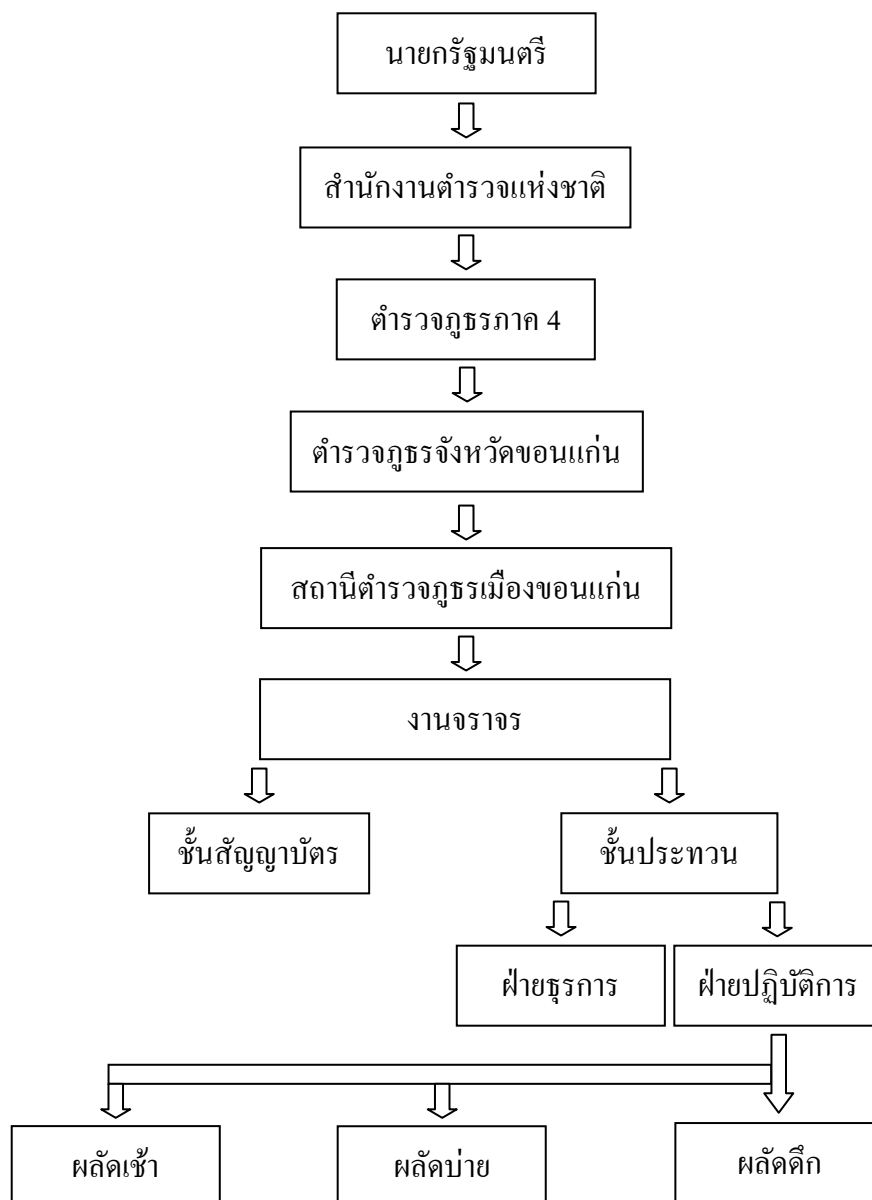 นายกรัฐมนตรี
สำนักงานตำรวจแห่งชาติ
ตำรวจภูธรภาค 4
ตำรวจภูธรจังหวัดขอนแก่น
สถานีตำรวจภูธรเมืองขอนแก่น
งานจราจร
ชั้นสัญญาบัตร
ชั้นประทวน
ฝ่ายธุรการ
ฝ่ายปฏิบัติการ
ผลัดเช้า
ผลัดบ่าย
ผลัดดึก